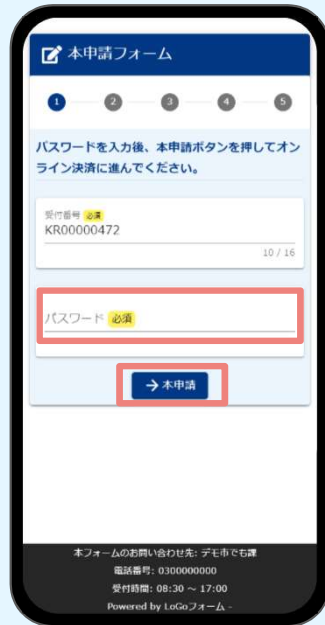 本申請フォーム
1 2 3 4 5
パスワードを入力後、本申請ボタンを押してオン
ライン決済に進んでください。
受付番号 必須
KR00000472
10 / 16
パスワード 必須
→本申請
本フォームのお問い合わせ先: デモ市でも課
電話番号: 0300000000
受付時間: 08:30 ～ 17:00
Powered by LoGoフォーム -